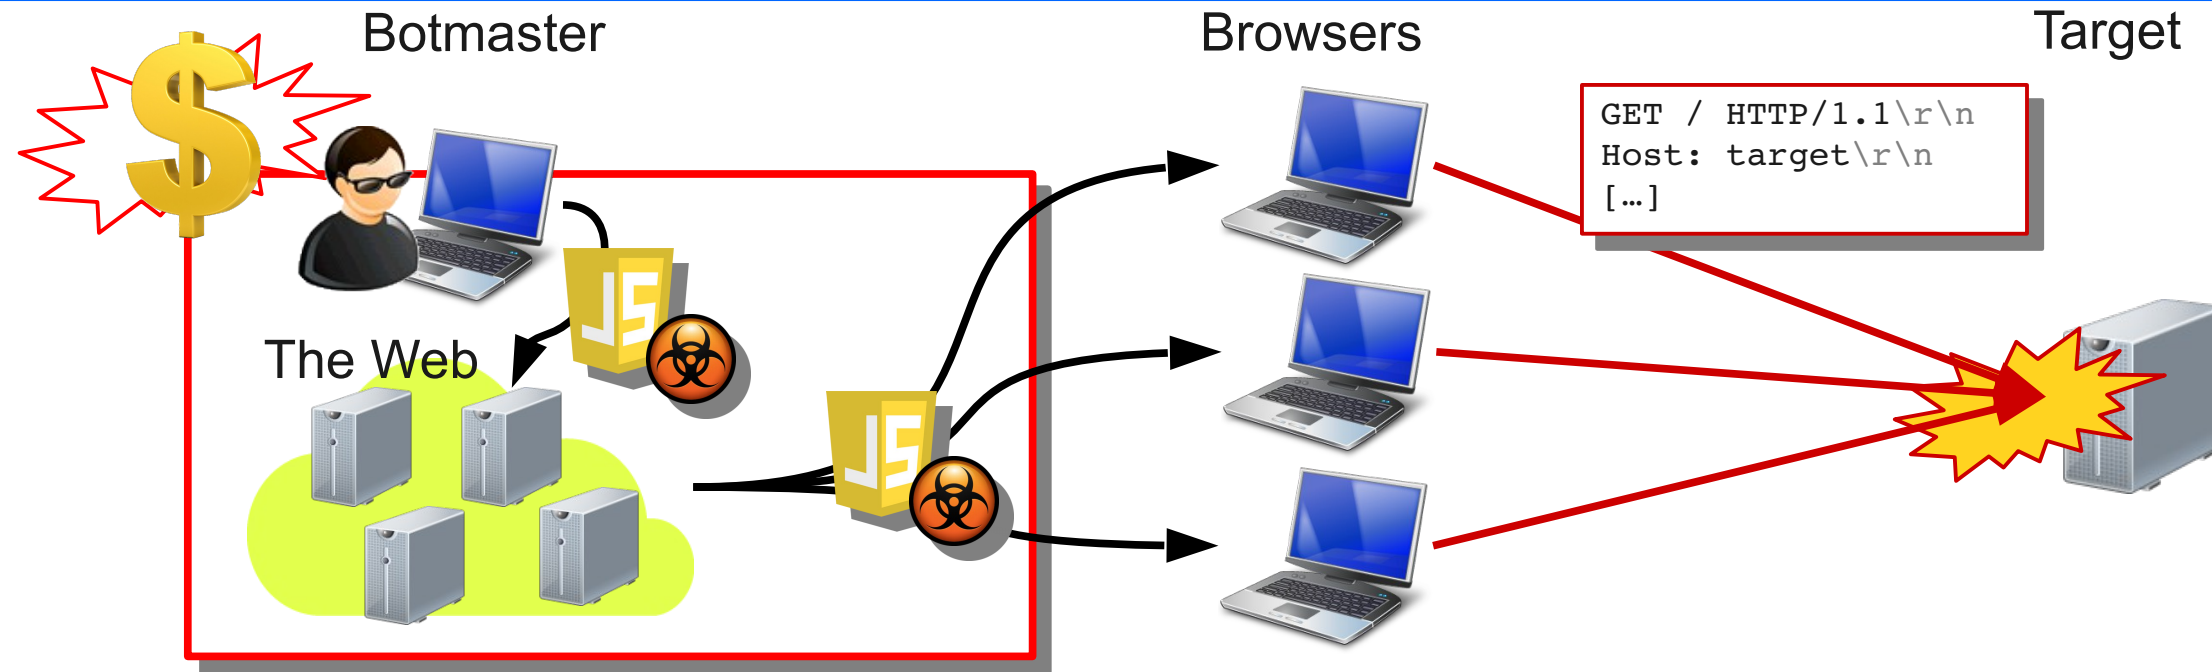 Botmaster
Browsers
Target
GET / HTTP/1.1\r\n
Host: target\r\n
[…]
$
JS
The Web
JS